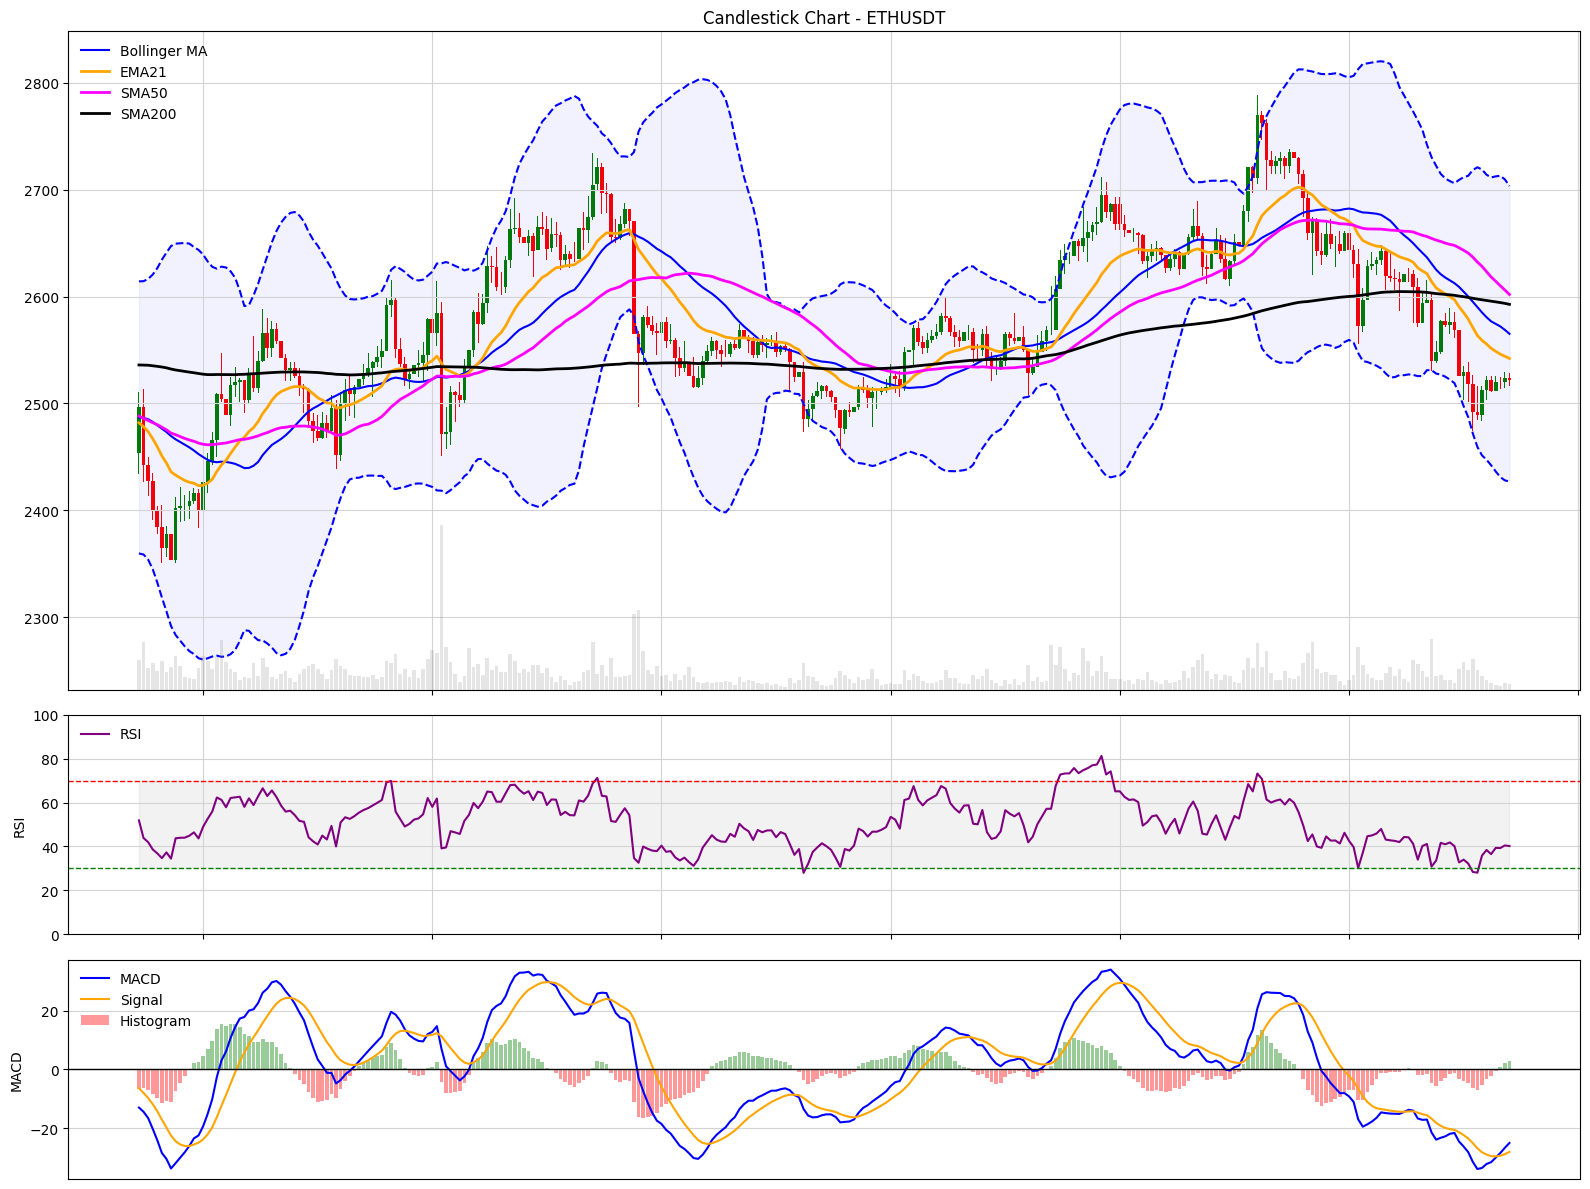 Candlestick Chart - ETHUSDT
Bollinger MA
EMA21
SMA50
SMA200
2800
2700
2600
2500
2400
2300
RSI
100
80
60
40
20
0
RSI
MACD
Signal
Histogram
20
0
−20
MACD